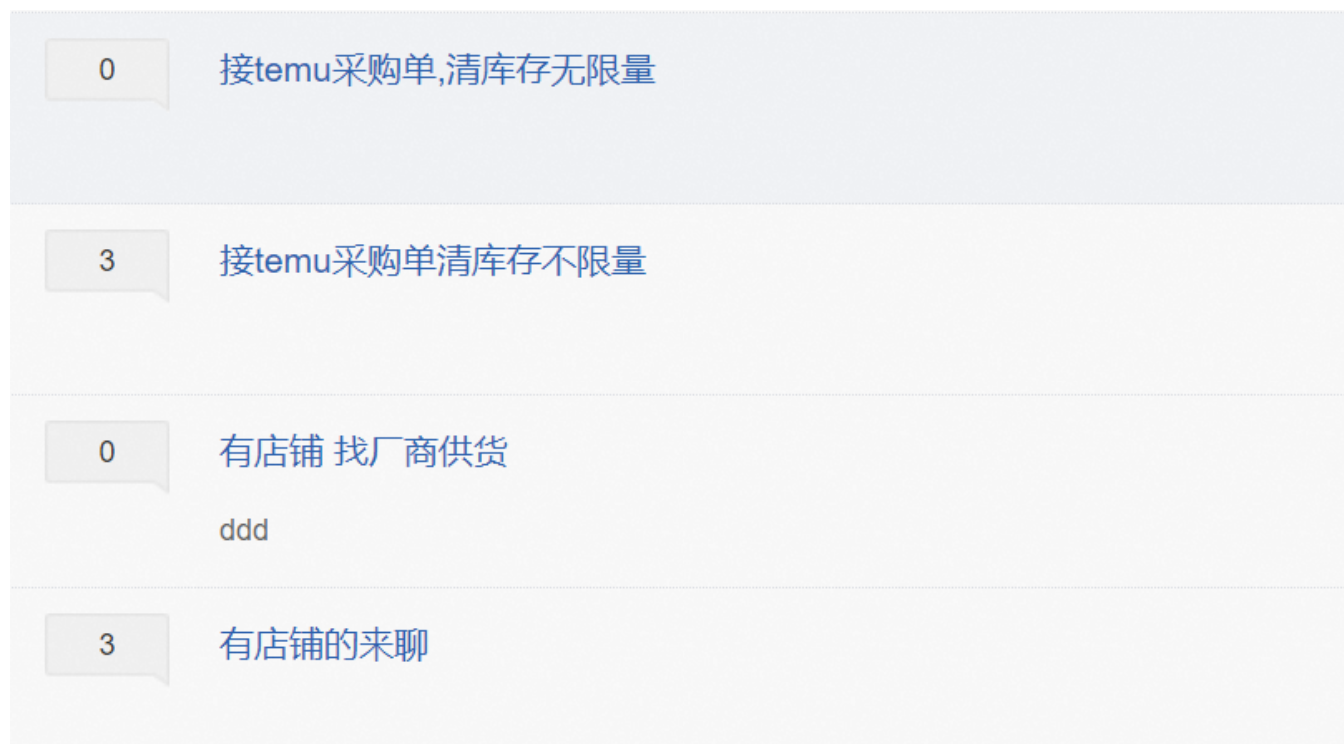 0
接temu采购单,清库存无限量
3
接temu采购单清库存不限量
0
有店铺 找厂商供货
ddd
3
有店铺的来聊